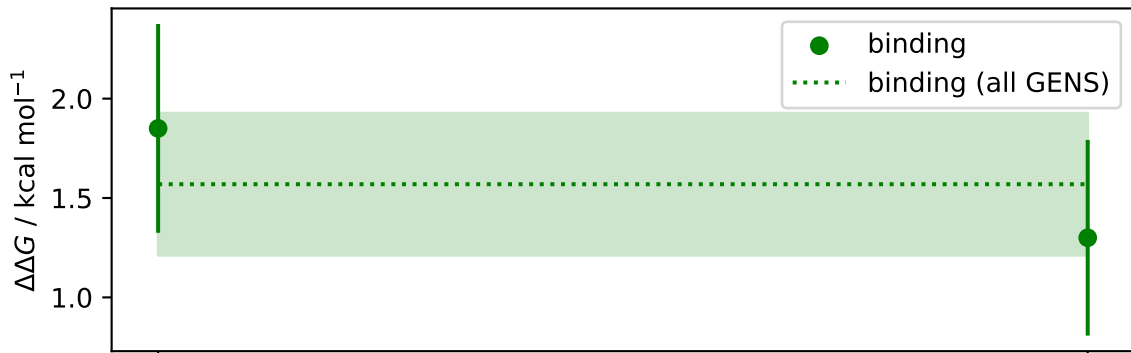 binding
binding (all GENS)
ΔΔG / kcal mol⁻¹
2.0
1.5
1.0